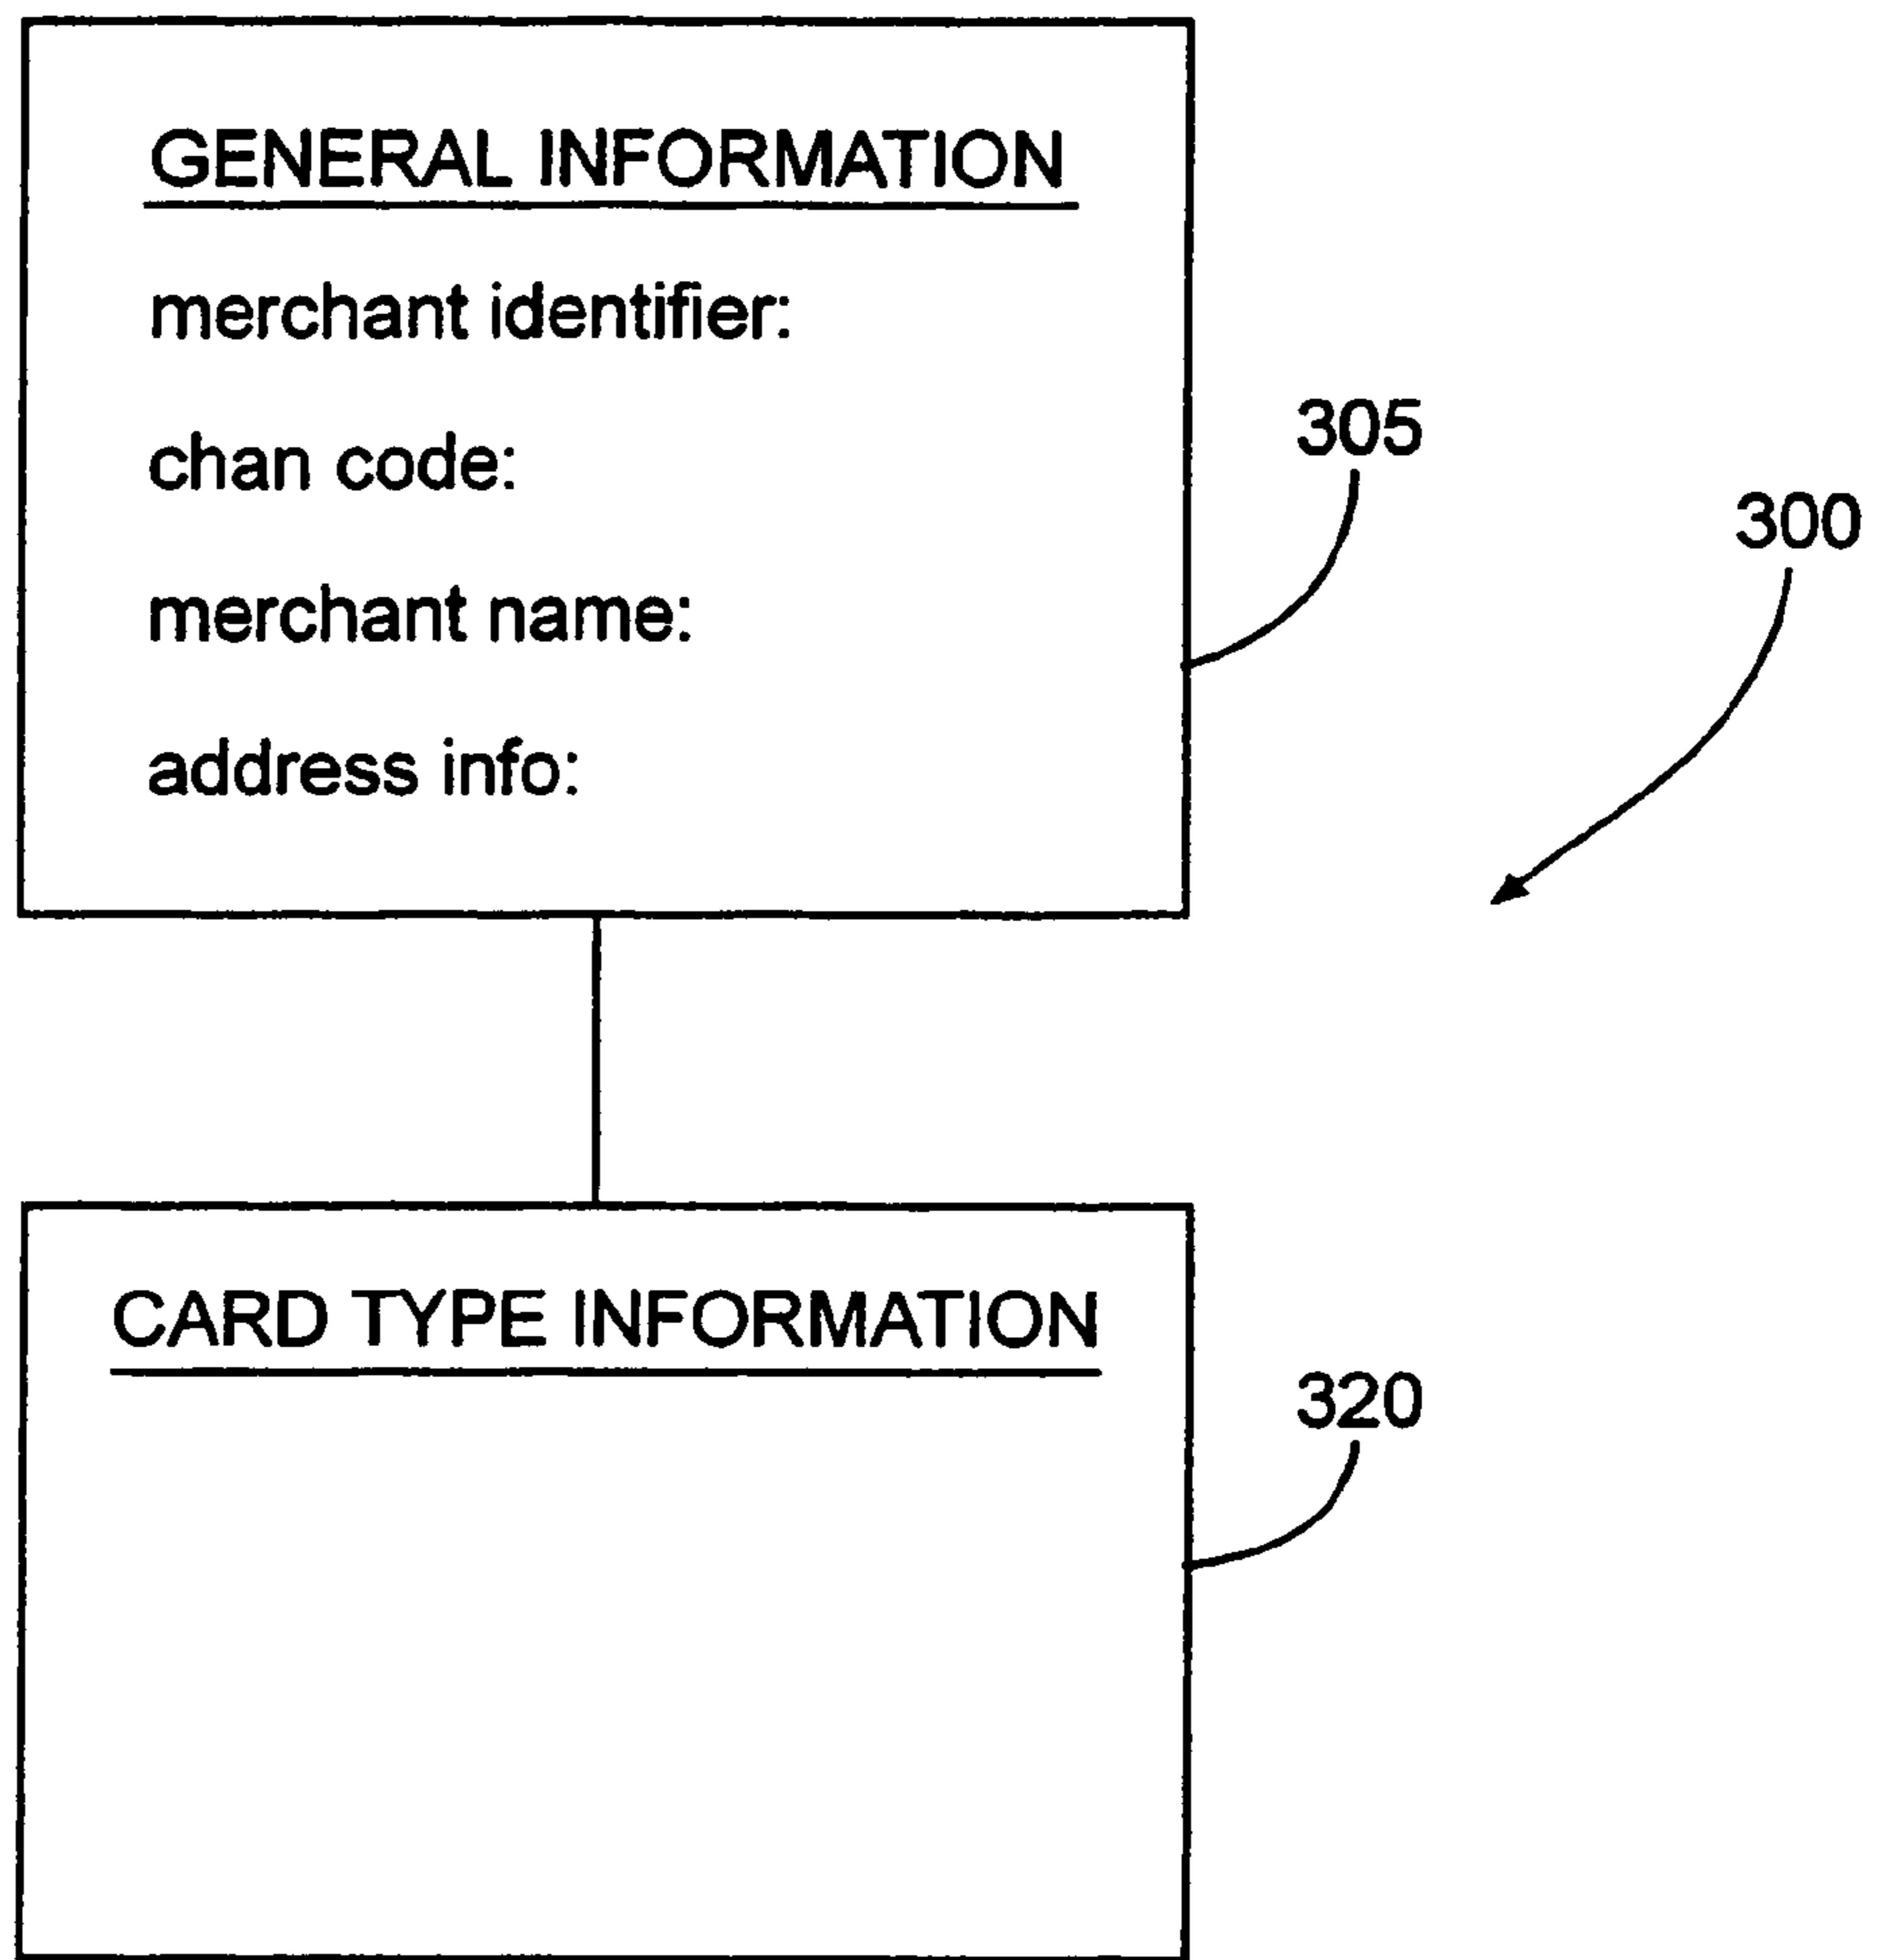 GENERAL INFORMATION
merchant identifier:
chan code:
merchant name:
address info:
305
300
CARD TYPE INFORMATION
320